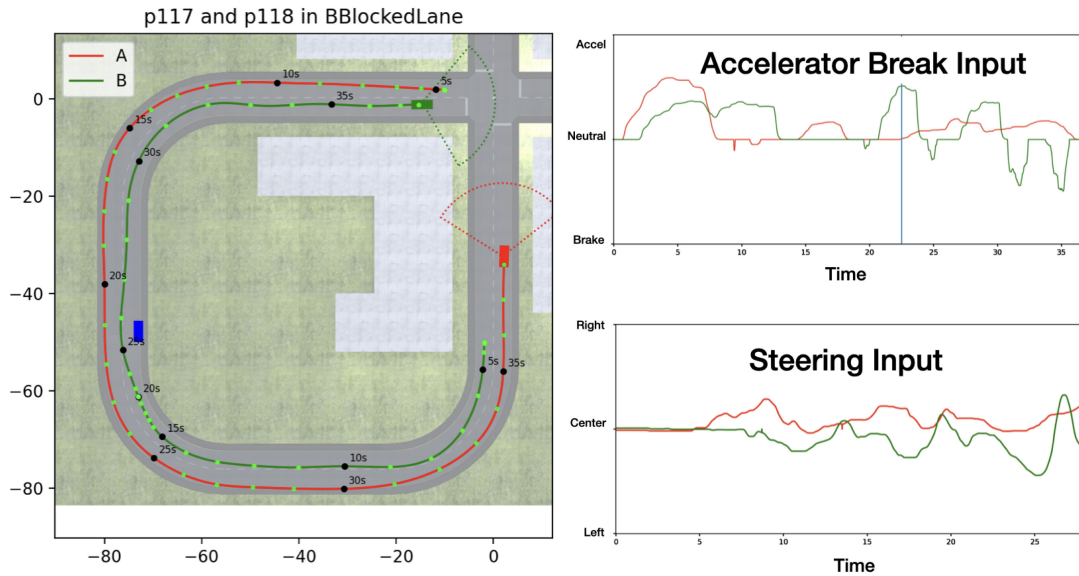 p117 and p118 in BBlockedLane
A
B
0
−20
−40
−60
−80
−80
−60
−40
−20
0
5s
10s
15s
20s
25s
30s
35s
5s
10s
15s
20s
25s
30s
35s
Accelerator Break Input
Accel
Neutral
Brake
0
5
10
15
20
25
30
35
Time
Steering Input
Right
Center
Left
0
5
10
15
20
25
Time